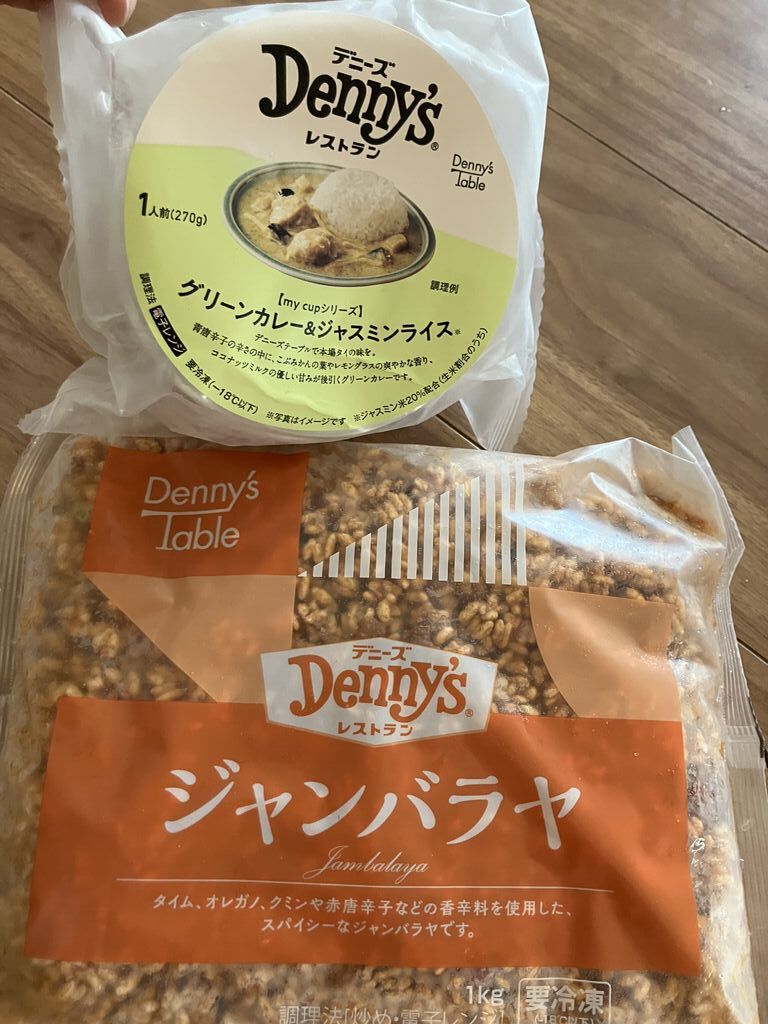 デニーズ
Denny's®
レストラン
Denny's
Table
1人前(270g)
調理例
【my cupシリーズ】
グリーンカレー&ジャスミンライス※
デニーズテーブルで本場タイの味を。
青唐辛子の辛さの中に、こぶみかんの葉やレモングラスの爽やかな香り、
ココナッツミルクの優しい甘みが後引くグリーンカレーです。
調理法 電子レンジ 要冷凍(-18℃以下) ※写真はイメージです ※ジャスミン米20%配合(生米割合のうち)
Denny's
Table
デニーズ
Denny's®
レストラン
ジャンバラヤ
Jambalaya
タイム、オレガノ、クミンや赤唐辛子などの香辛料を使用した、
スパイシーなジャンバラヤです。
1kg 要冷凍
調理法[炒め・電子レンジ] (-18℃以下)